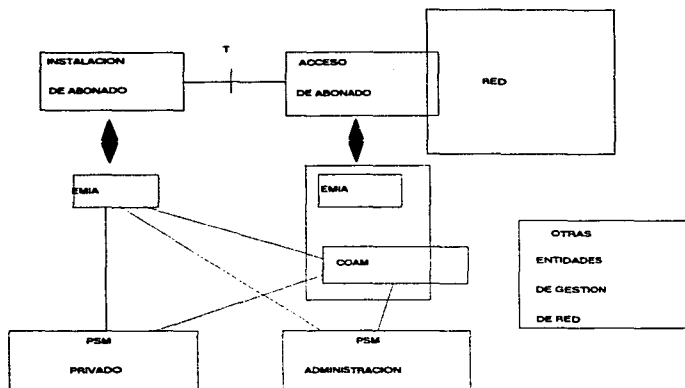 T
INSTALACION
DE ABONADO
ACCESO
DE ABONADO
RED
EMIA
EMIA
COAM
OTRAS
ENTIDADES
DE GESTION
DE RED
PSM
PRIVADO
PSM
ADMINISTRACION